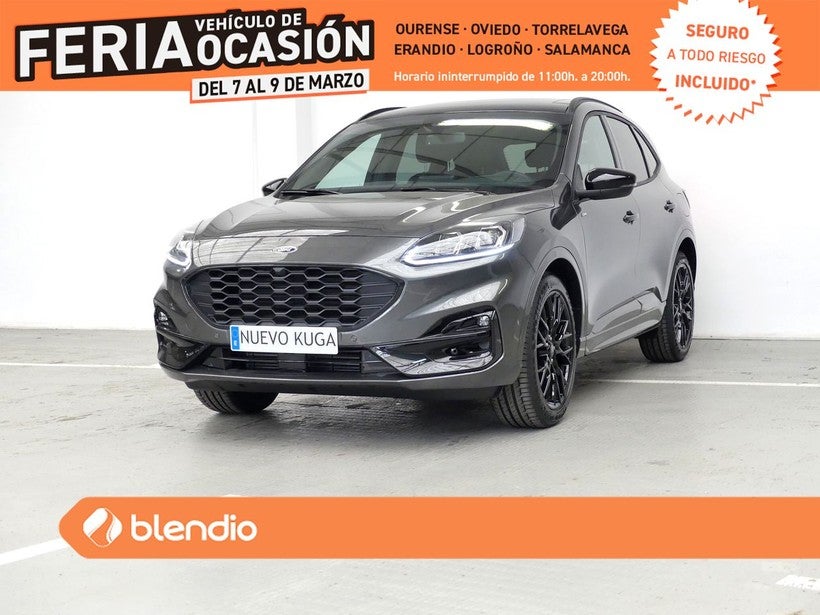 FERIA VEHÍCULO DE OCASIÓN
DEL 7 AL 9 DE MARZO
OURENSE · OVIEDO · TORRELAVEGA
ERANDIO · LOGROÑO · SALAMANCA
Horario ininterrumpido de 11:00h. a 20:00h.
SEGURO
A TODO RIESGO
INCLUIDO*
Ford
E NUEVO KUGA
blendio